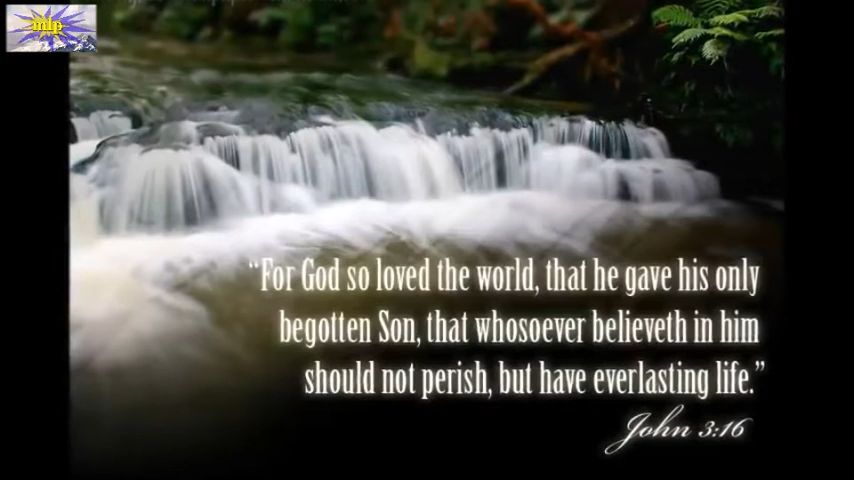 mlp
“For God so loved the world, that he gave his only
begotten Son, that whosoever believeth in him
should not perish, but have everlasting life.”
John 3:16